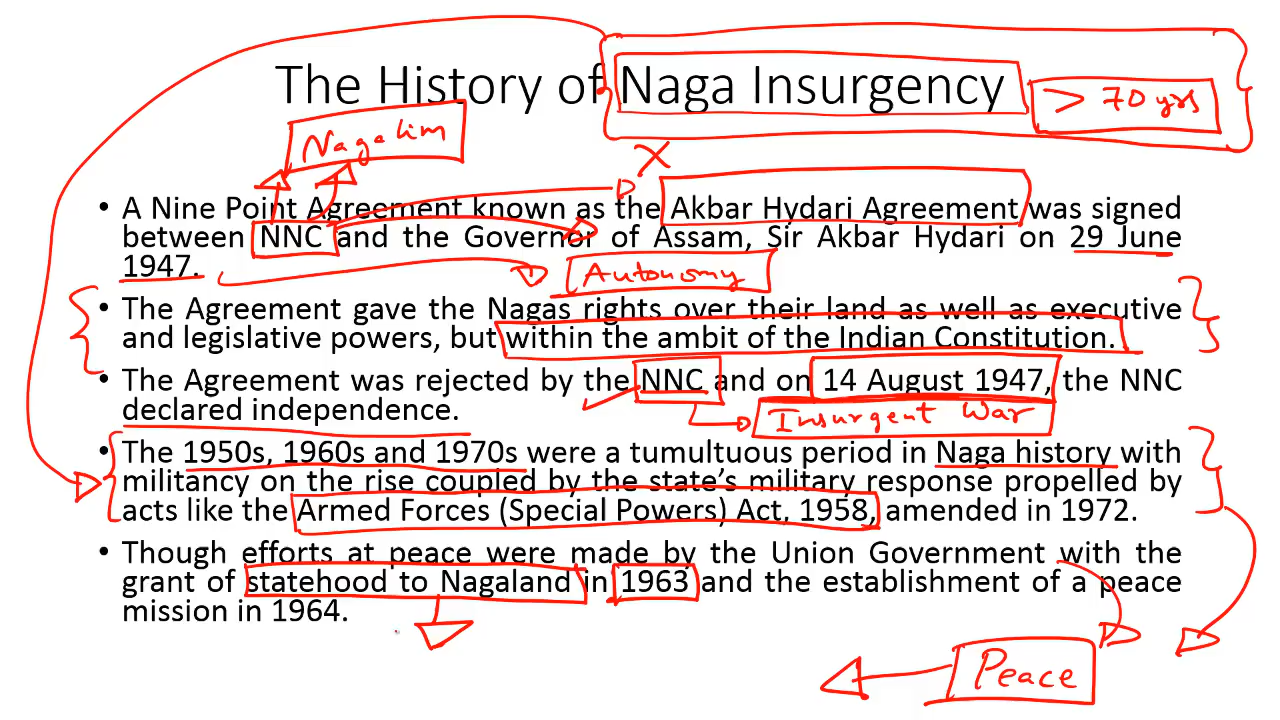 The History of Naga Insurgency
> 70 yrs
Nagalim
X
• A Nine Point Agreement known as the Akbar Hydari Agreement was signed
between NNC and the Governor of Assam, Sir Akbar Hydari on 29 June
1947.
Autonomy
• The Agreement gave the Nagas rights over their land as well as executive
and legislative powers, but within the ambit of the Indian Constitution.
• The Agreement was rejected by the NNC and on 14 August 1947, the NNC
declared independence.
Insurgent War
• The 1950s, 1960s and 1970s were a tumultuous period in Naga history with
militancy on the rise coupled by the state’s military response propelled by
acts like the Armed Forces (Special Powers) Act, 1958, amended in 1972.
• Though efforts at peace were made by the Union Government with the
grant of statehood to Nagaland in 1963 and the establishment of a peace
mission in 1964.
Peace